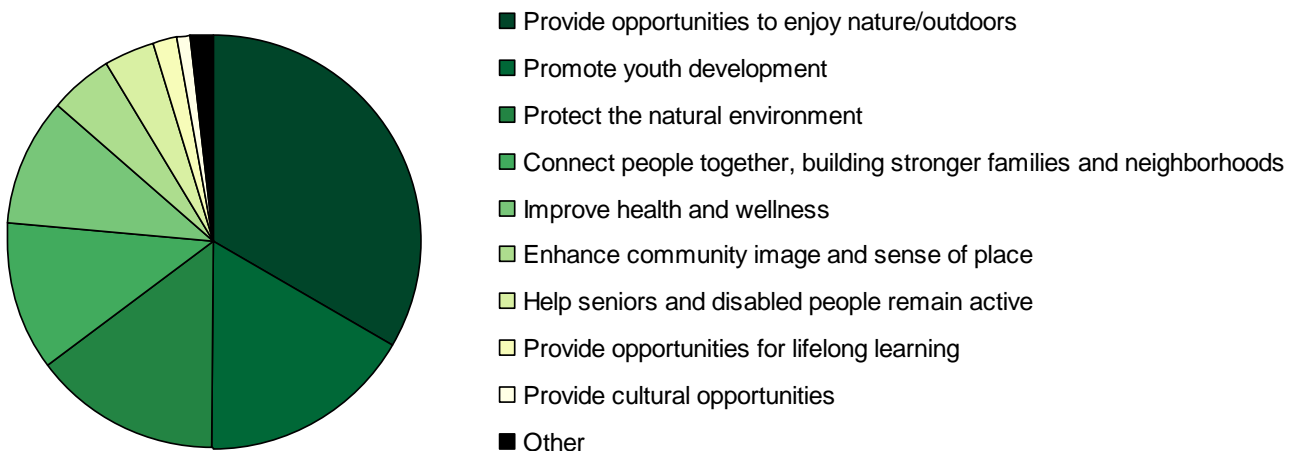 Provide opportunities to enjoy nature/outdoors
Promote youth development
Protect the natural environment
Connect people together, building stronger families and neighborhoods
Improve health and wellness
Enhance community image and sense of place
Help seniors and disabled people remain active
Provide opportunities for lifelong learning
Provide cultural opportunities
Other